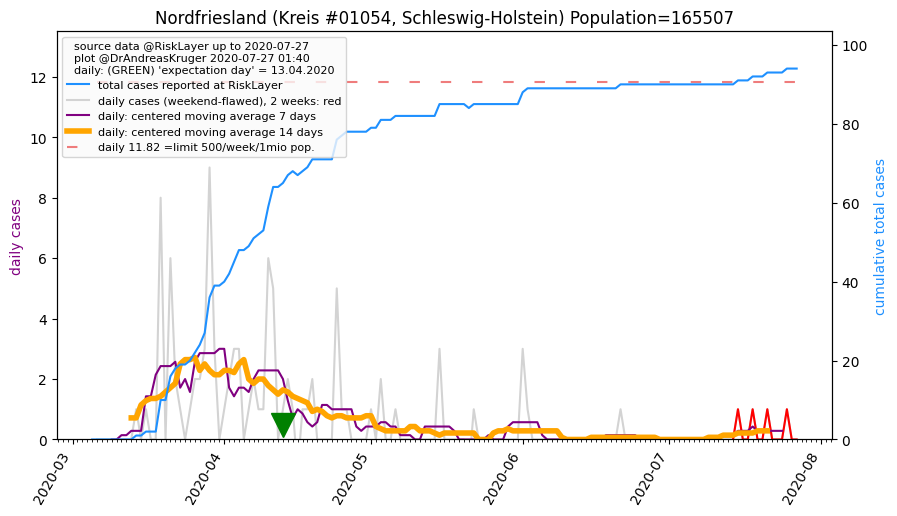 Nordfriesland (Kreis #01054, Schleswig-Holstein) Population=165507
source data @RiskLayer up to 2020-07-27
plot @DrAndreasKruger 2020-07-27 01:40
daily: (GREEN) 'expectation day' = 13.04.2020
total cases reported at RiskLayer
daily cases (weekend-flawed), 2 weeks: red
daily: centered moving average 7 days
daily: centered moving average 14 days
daily 11.82 =limit 500/week/1mio pop.
daily cases
12
10
8
6
4
2
0
100
80
60
40
20
0
cumulative total cases
2020-03
2020-04
2020-05
2020-06
2020-07
2020-08